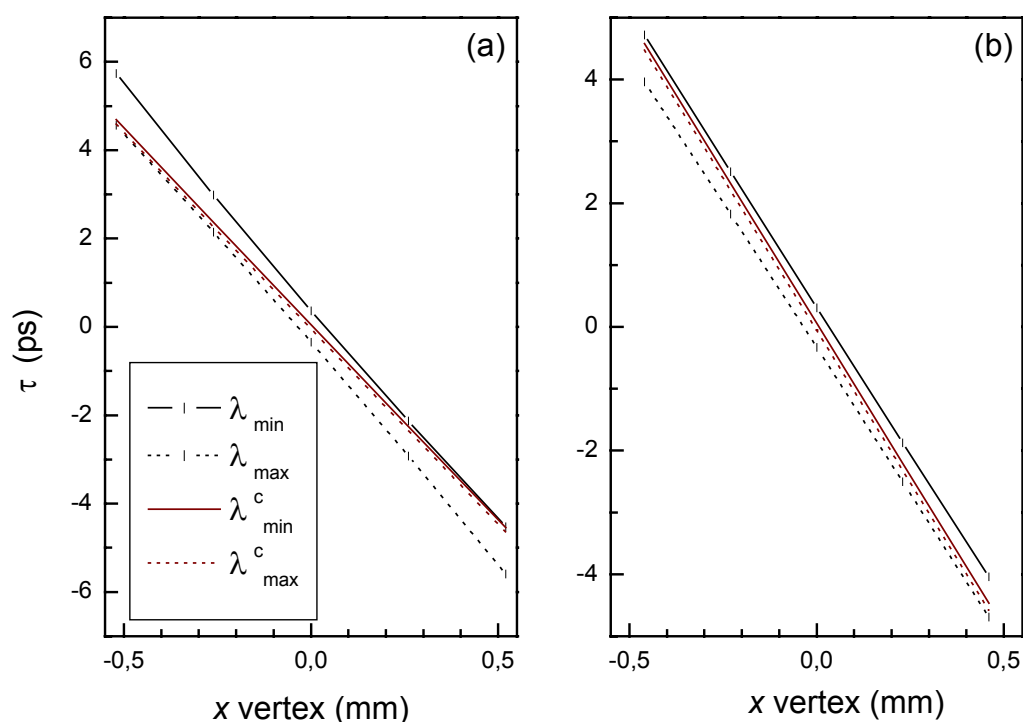 (a)
6
4
2
0
-2
-4
-6
τ (ps)
λ min
λ max
λ c min
λ c max
-0,5 0,0 0,5
x vertex (mm)
(b)
4
2
0
-2
-4
-0,5 0,0 0,5
x vertex (mm)